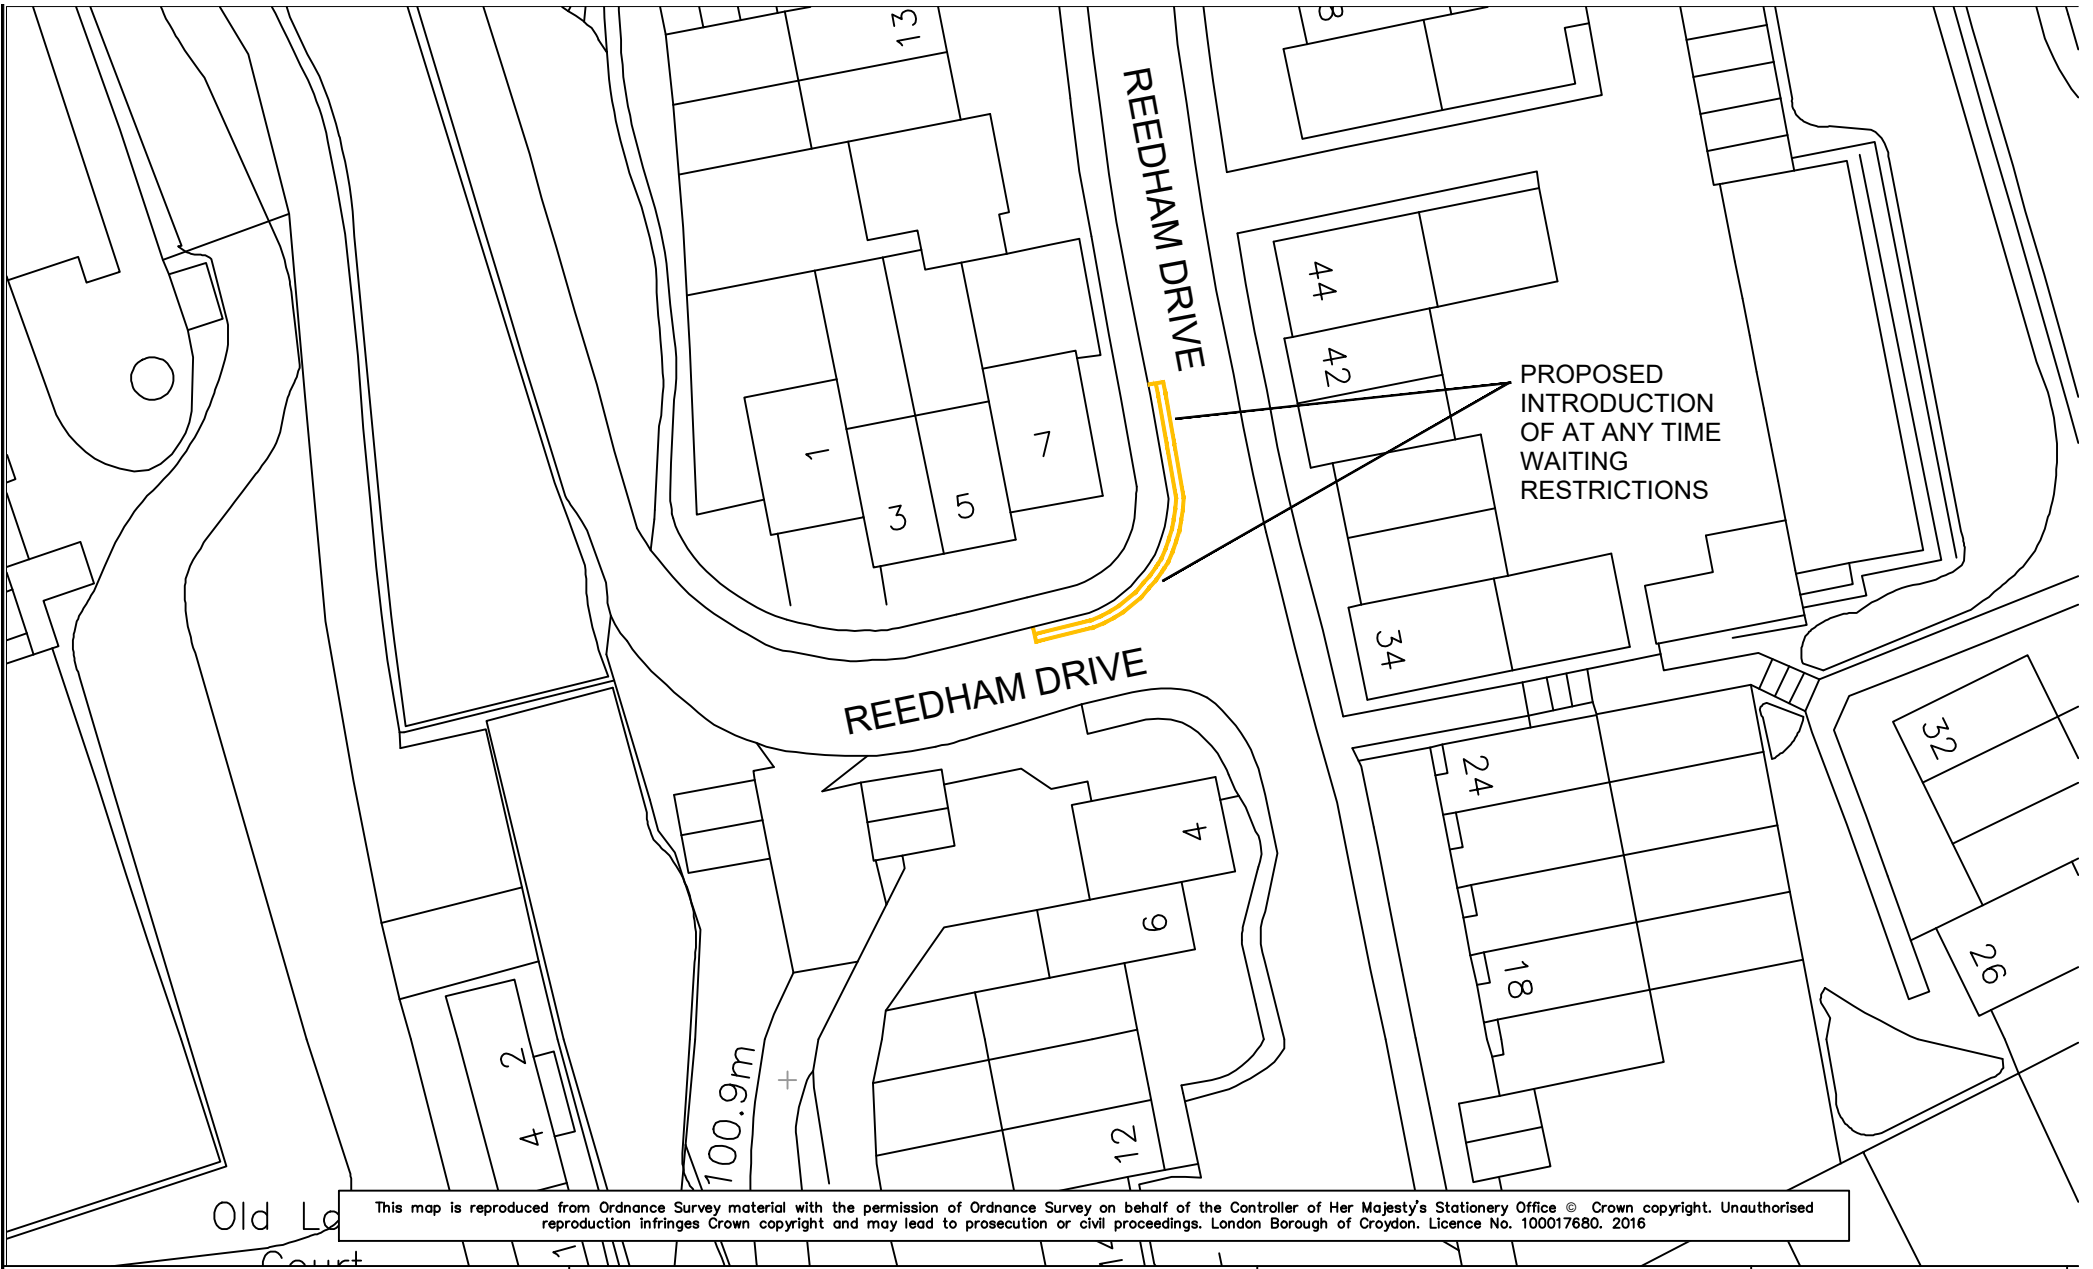 13
8
REEDHAM DRIVE
44
42
PROPOSED
INTRODUCTION
OF AT ANY TIME
WAITING
RESTRICTIONS
1
7
3
5
34
REEDHAM DRIVE
32
24
4
6
26
18
2
4
100.9m
12
Old
This map is reproduced from Ordnance Survey material with the permission of Ordnance Survey on behalf of the Controller of Her Majesty's Stationery Office © Crown copyright. Unauthorised
reproduction infringes Crown copyright and may lead to prosecution or civil proceedings. London Borough of Croydon. Licence No. 100017680. 2016
Court